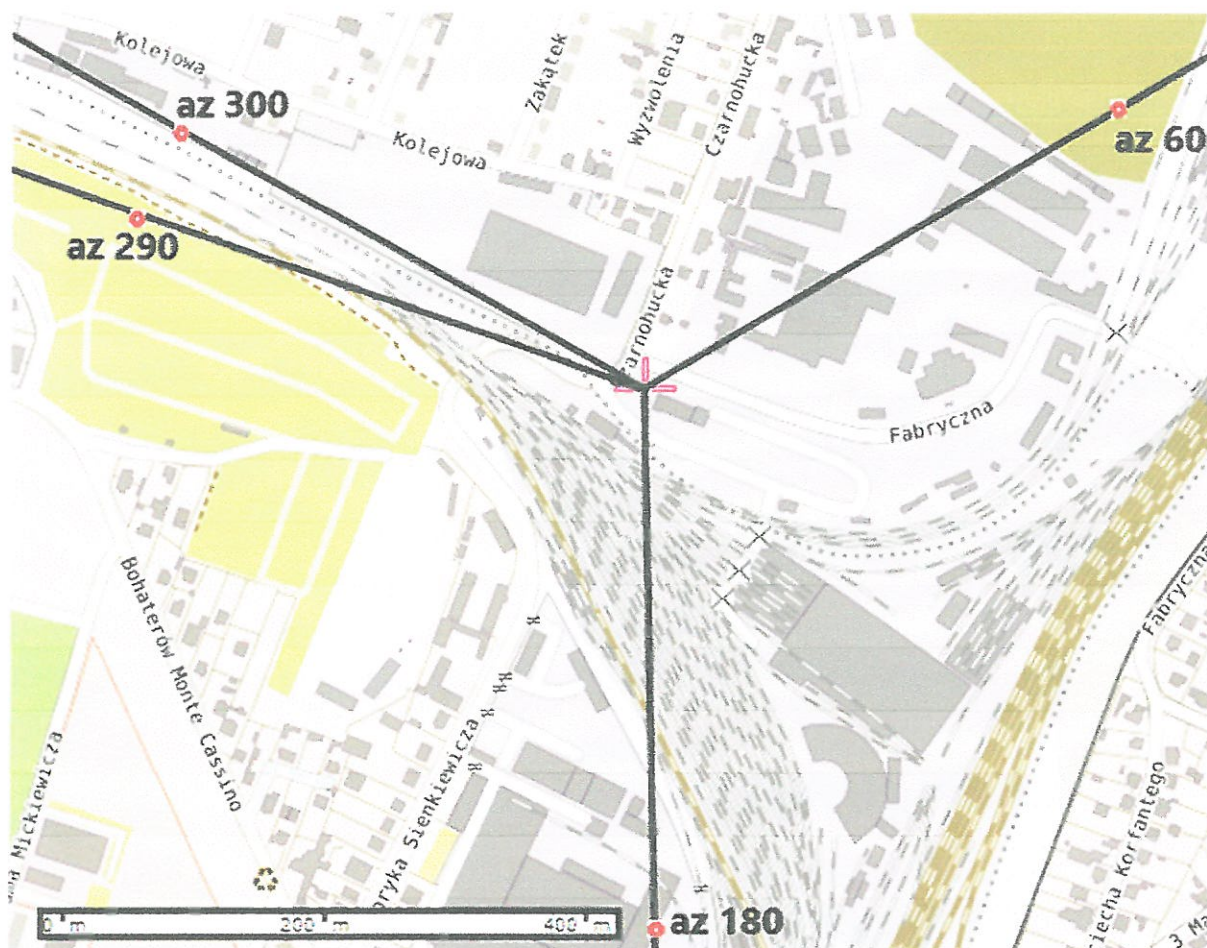 Kolejowa
Zakątek
Wyzwolenia
Czarnohucka
az 300
az 60
Kolejowa
az 290
Fabryczna
Bohaterów Monte Cassino
Fabryczna
Mickiewicza
Sienkiewicza
Korfantego
0 m
200 m
400 m
az 180